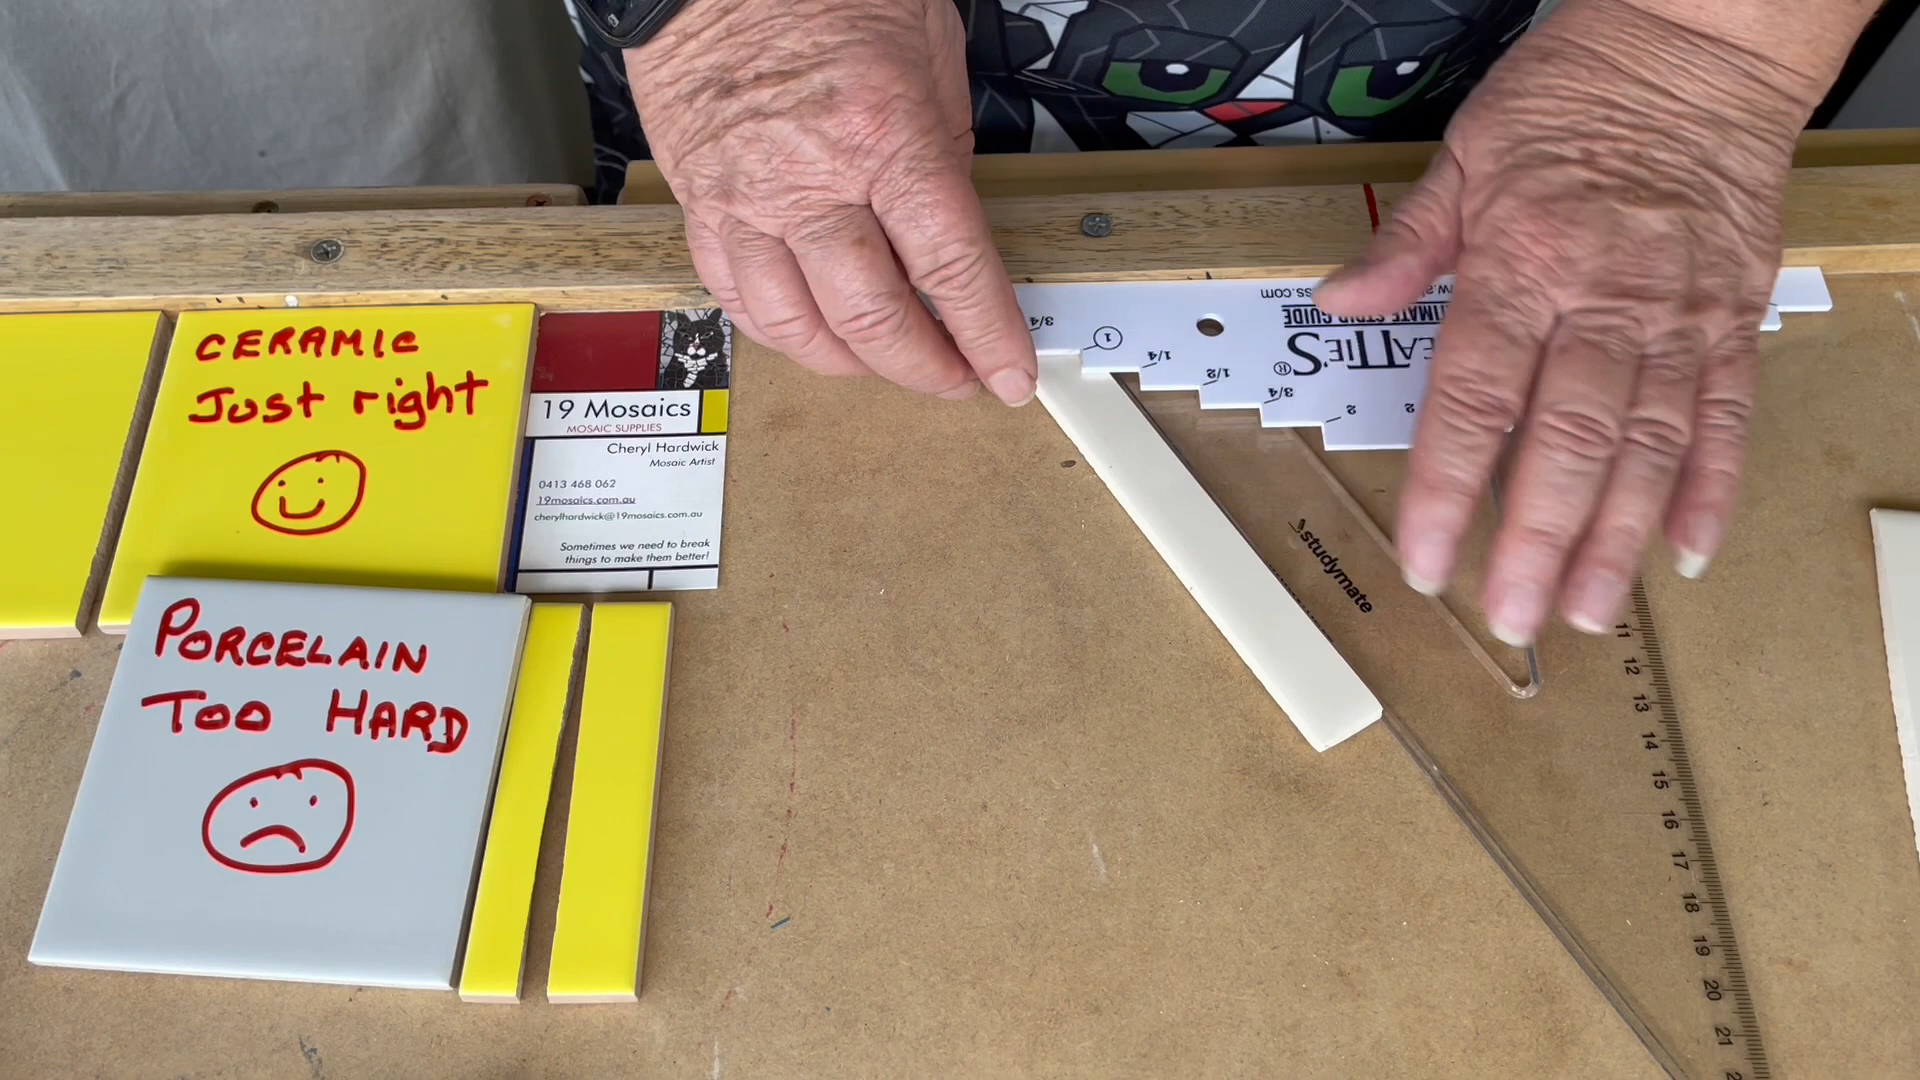 CERAMIC
Just right
PORCELAIN
TOO HARD
19 Mosaics
MOSAIC SUPPLIES
Cheryl Hardwick
Mosaic Artist
0413 468 062
19mosaics.com.au
cherylhardwick@19mosaics.com.au
Sometimes we need to break
things to make them better!
3/4
1
1/4
1/2
3/4
2
2
STRIP GUIDE
®
studymate
11
12
13
14
15
16
17
18
19
20
21